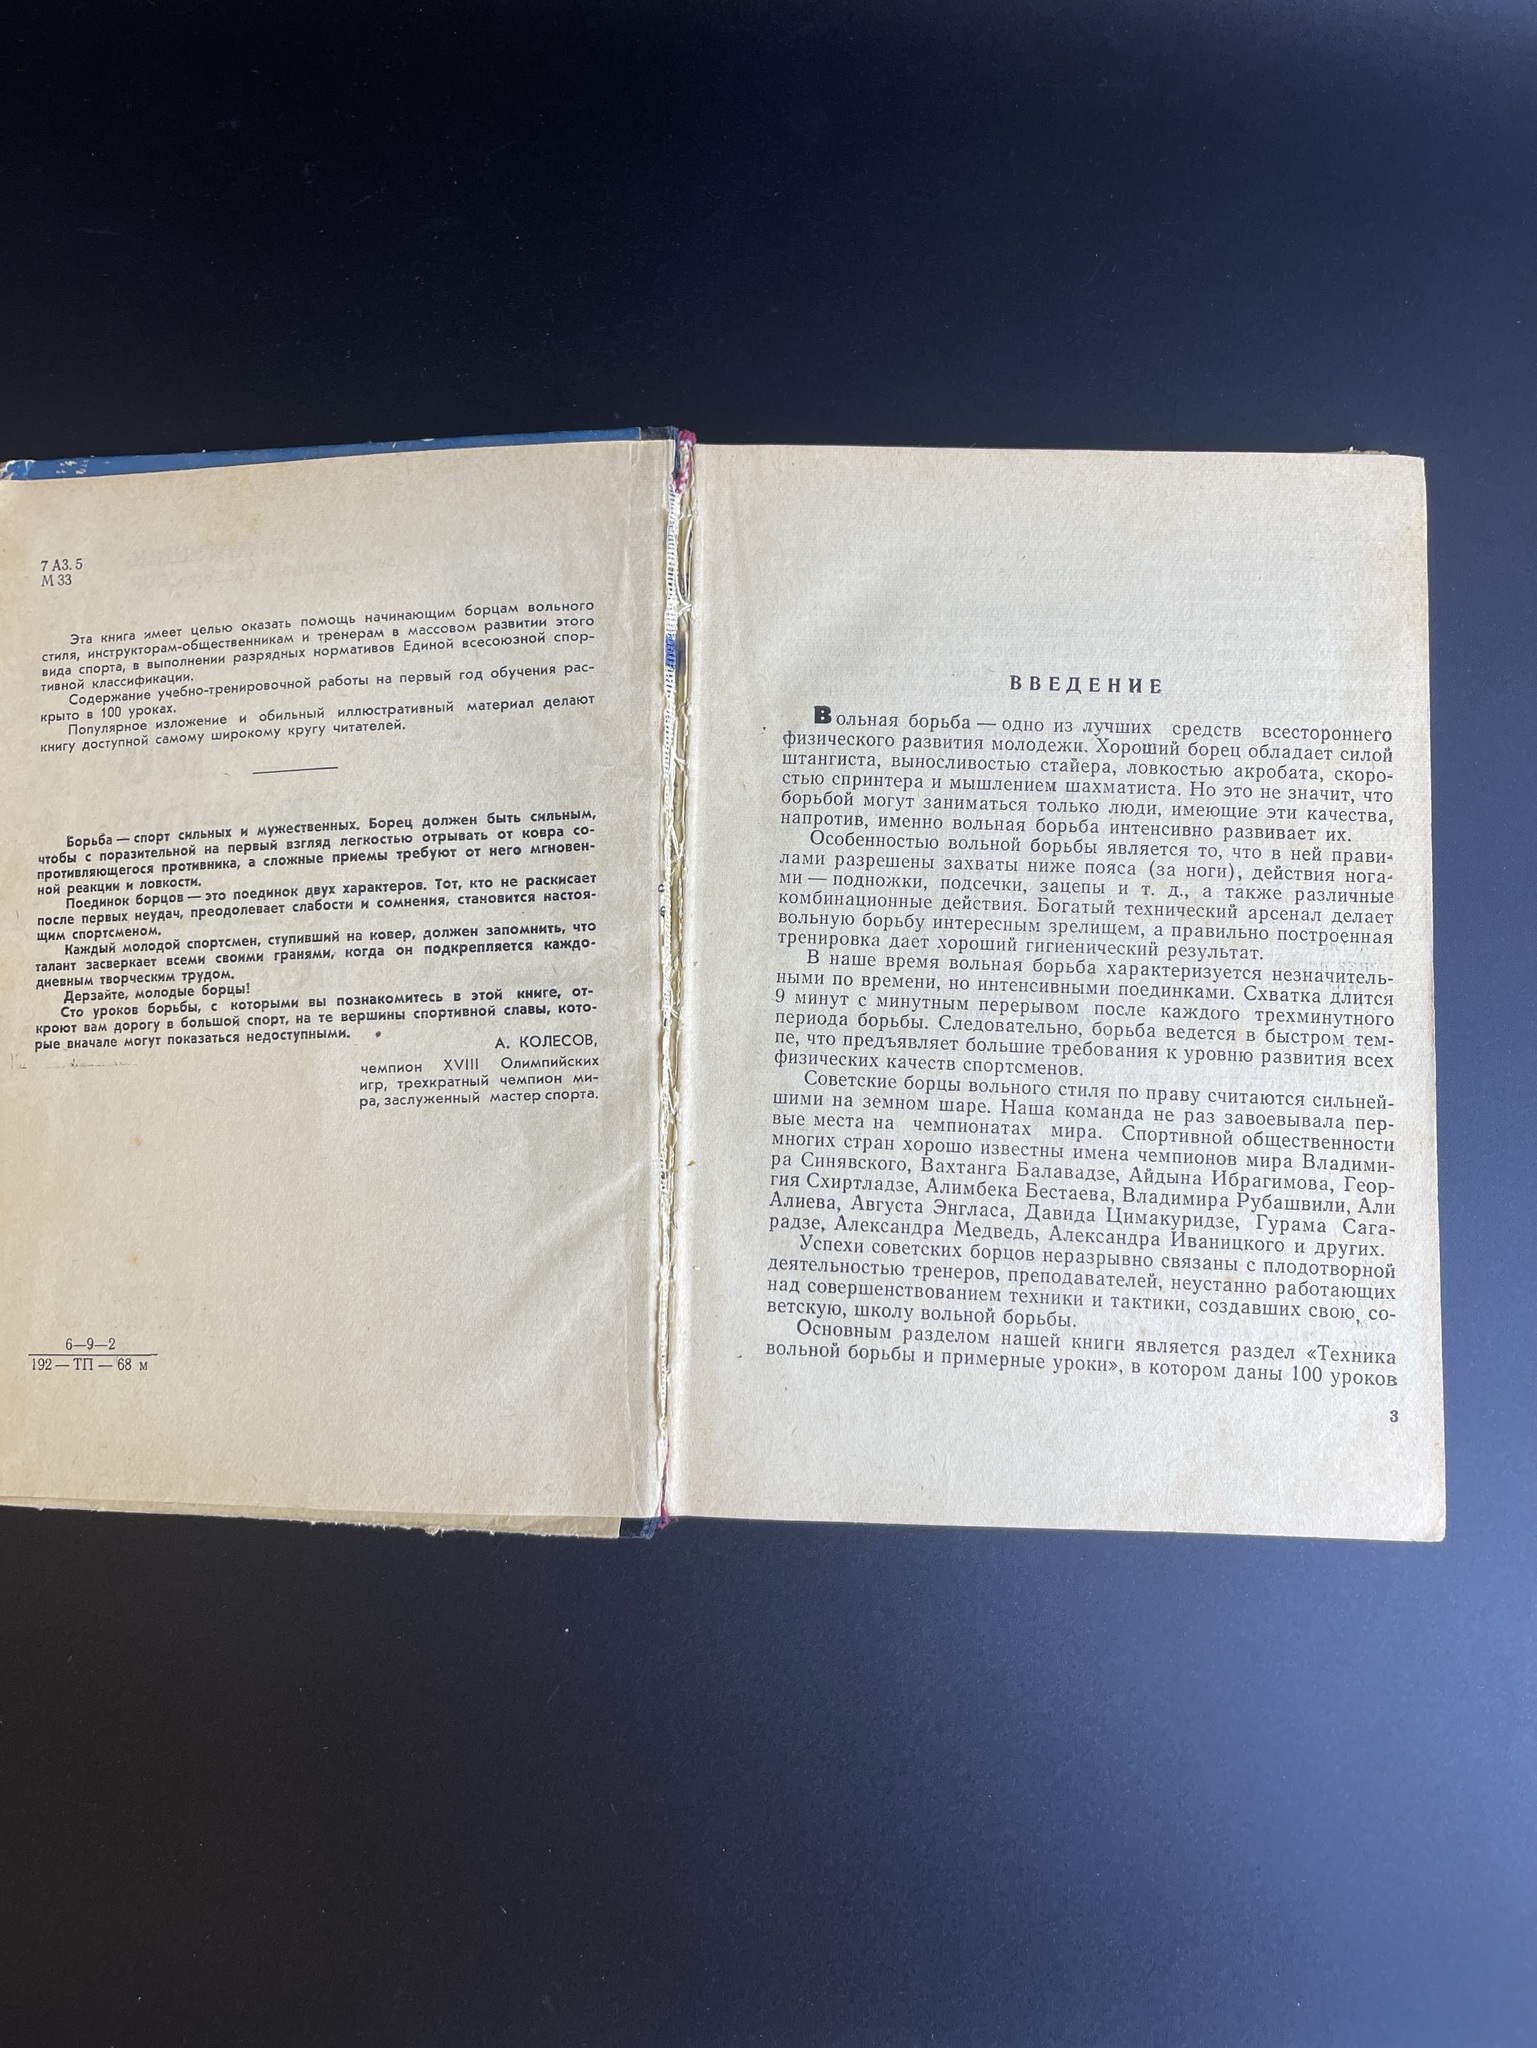 7 А3.5
М 33
Эта книга имеет целью оказать помощь начинающим борцам вольного
стиля, инструкторам-общественникам и тренерам в массовом развитии этого
вида спорта, в выполнении разрядных нормативов Единой всесоюзной спор-
тивной классификации.
Содержание учебно-тренировочной работы на первый год обучения рас-
крыто в 100 уроках.
Популярное изложение и обильный иллюстративный материал делают
книгу доступной самому широкому кругу читателей.
Борьба — спорт сильных и мужественных. Борец должен быть сильным,
чтобы с поразительной на первый взгляд легкостью отрывать от ковра со-
противляющегося противника, а сложные приемы требуют от него мгновен-
ной реакции и ловкости.
Поединок борцов — это поединок двух характеров. Тот, кто не раскисает
после первых неудач, преодолевает слабости и сомнения, становится настоя-
щим спортсменом.
Каждый молодой спортсмен, ступивший на ковер, должен запомнить, что
талант засверкает всеми своими гранями, когда он подкрепляется каждо-
дневным творческим трудом.
Дерзайте, молодые борцы!
Сто уроков борьбы, с которыми вы познакомитесь в этой книге, от-
кроют вам дорогу в большой спорт, на те вершины спортивной славы, кото-
рые вначале могут показаться недоступными.
А. КОЛЕСОВ,
чемпион XVIII Олимпийских
игр, трехкратный чемпион ми-
ра, заслуженный мастер спорта.
6—9—2
192—ТП—68 м
ВВЕДЕНИЕ
Вольная борьба — одно из лучших средств всестороннего
физического развития молодежи. Хороший борец обладает силой
штангиста, выносливостью стайера, ловкостью акробата, скоро-
стью спринтера и мышлением шахматиста. Но это не значит, что
борьбой могут заниматься только люди, имеющие эти качества,
напротив, именно вольная борьба интенсивно развивает их.
Особенностью вольной борьбы является то, что в ней прави-
лами разрешены захваты ниже пояса (за ноги), действия нога-
ми — подножки, подсечки, зацепы и т. д., а также различные
комбинационные действия. Богатый технический арсенал делает
вольную борьбу интересным зрелищем, а правильно построенная
тренировка дает хороший гигиенический результат.
В наше время вольная борьба характеризуется незначитель-
ными по времени, но интенсивными поединками. Схватка длится
9 минут с минутным перерывом после каждого трехминутного
периода борьбы. Следовательно, борьба ведется в быстром тем-
пе, что предъявляет большие требования к уровню развития всех
физических качеств спортсменов.
Советские борцы вольного стиля по праву считаются сильней-
шими на земном шаре. Наша команда не раз завоевывала пер-
вые места на чемпионатах мира. Спортивной общественности
многих стран хорошо известны имена чемпионов мира Владими-
ра Синявского, Вахтанга Балавадзе, Айдына Ибрагимова, Геор-
гия Схиртладзе, Алимбека Бестаева, Владимира Рубашвили, Али
Алиева, Августа Энгласа, Давида Цимакуридзе, Гурама Сага-
радзе, Александра Медведь, Александра Иваницкого и других.
Успехи советских борцов неразрывно связаны с плодотворной
деятельностью тренеров, преподавателей, неустанно работающих
над совершенствованием техники и тактики, создавших свою, со-
ветскую, школу вольной борьбы.
Основным разделом нашей книги является раздел «Техника
вольной борьбы и примерные уроки», в котором даны 100 уроков
3